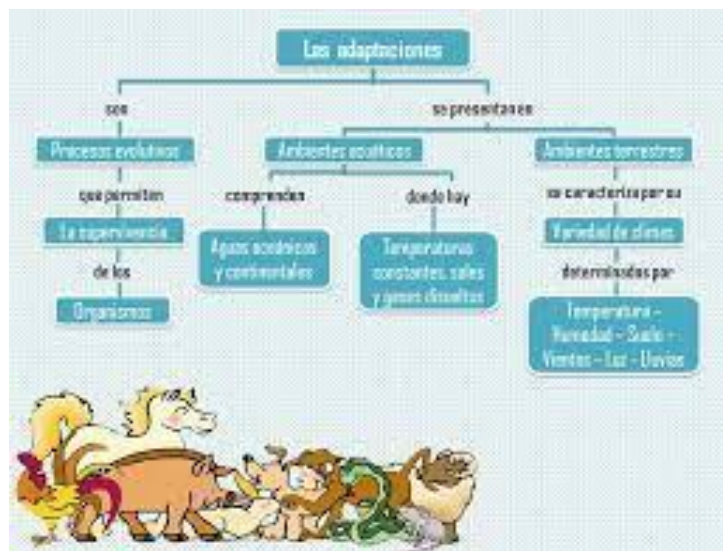 Las adaptaciones
son
se presentan en
Procesos evolutivos
Ambientes acuáticos
Ambientes terrestres
que permiten
comprenden
donde hay
se caracteriza por su
La supervivencia
Aguas oceánicas
y continentales
Temperaturas
constantes, sales
y gases disueltos
Variedad de climas
de los
determinados por
Organismos
Temperatura -
Humedad - Suelo -
Vientos - Luz - Lluvias